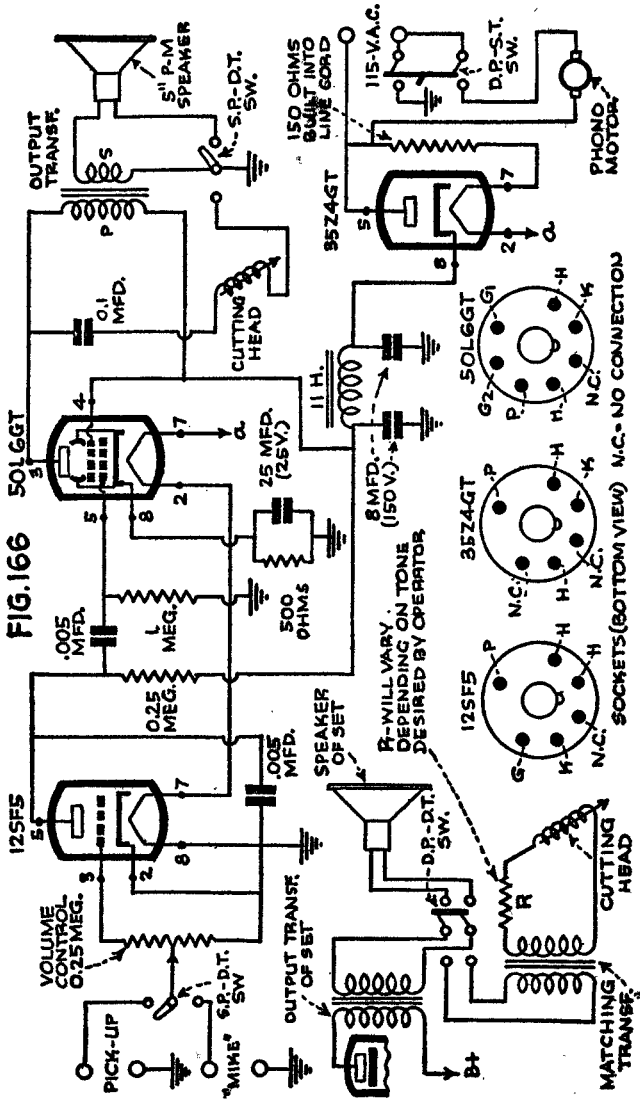 FIG.166
12SF5
5
3
2
8
7
VOLUME
CONTROL
0.25 MEG.
PICK-UP
S.P.-D.T.
SW
"MIKE"
.005
MFD.
.005
MFD.
0.25
MEG.
1
MEG.
50L6GT
3
4
5
8
2
7
a
500
OHMS
25 MFD.
(25V.)
0.1
MFD.
OUTPUT
TRANSF.
P
S
5" P-M
SPEAKER
S.P.-D.T.
SW.
CUTTING
HEAD
11 H.
8 MFD.
(150 V.)
35Z4GT
5
8
2
7
a
150 OHMS
BUILT INTO
LINE CORD
115-V.A.C.
D.P.-S.T.
SW.
PHONO
MOTOR
OUTPUT TRANSF.
OF SET
B+
SPEAKER
OF SET
D.P.-D.T.
SW.
R-WILL VARY
DEPENDING ON TONE
DESIRED BY OPERATOR
R
MATCHING
TRANSF.
CUTTING
HEAD
12SF5
P
G
K
N.C.
H
H
35Z4GT
P
N.C.
H
N.C.
K
H
50L6GT
G2
G1
P
H
N.C.
K
H
SOCKETS (BOTTOM VIEW) N.C.= NO CONNECTION